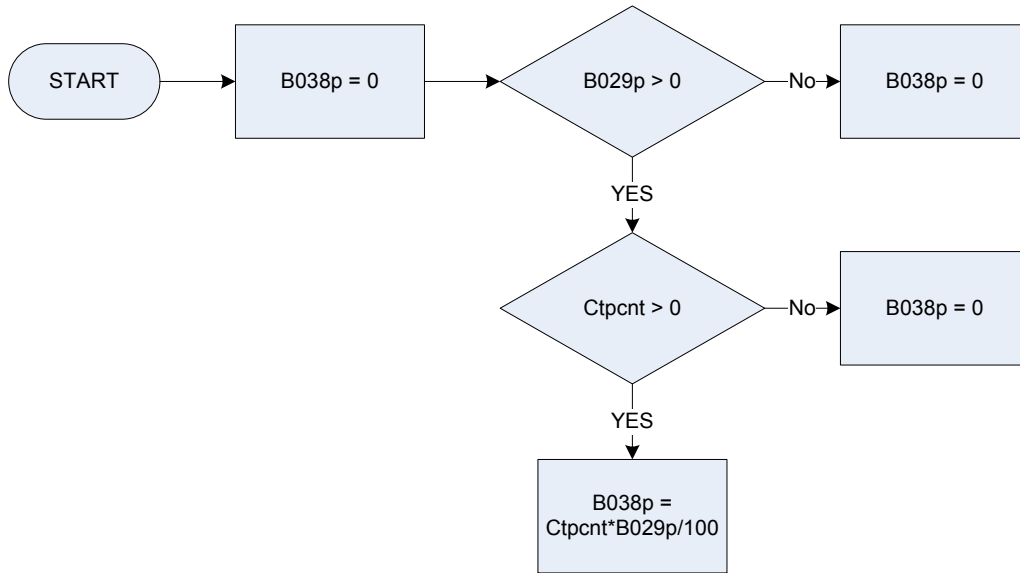 START
B038p = 0
B029p > 0
No
B038p = 0
YES
Ctpcnt > 0
No
B038p = 0
YES
B038p =
Ctpcnt*B029p/100